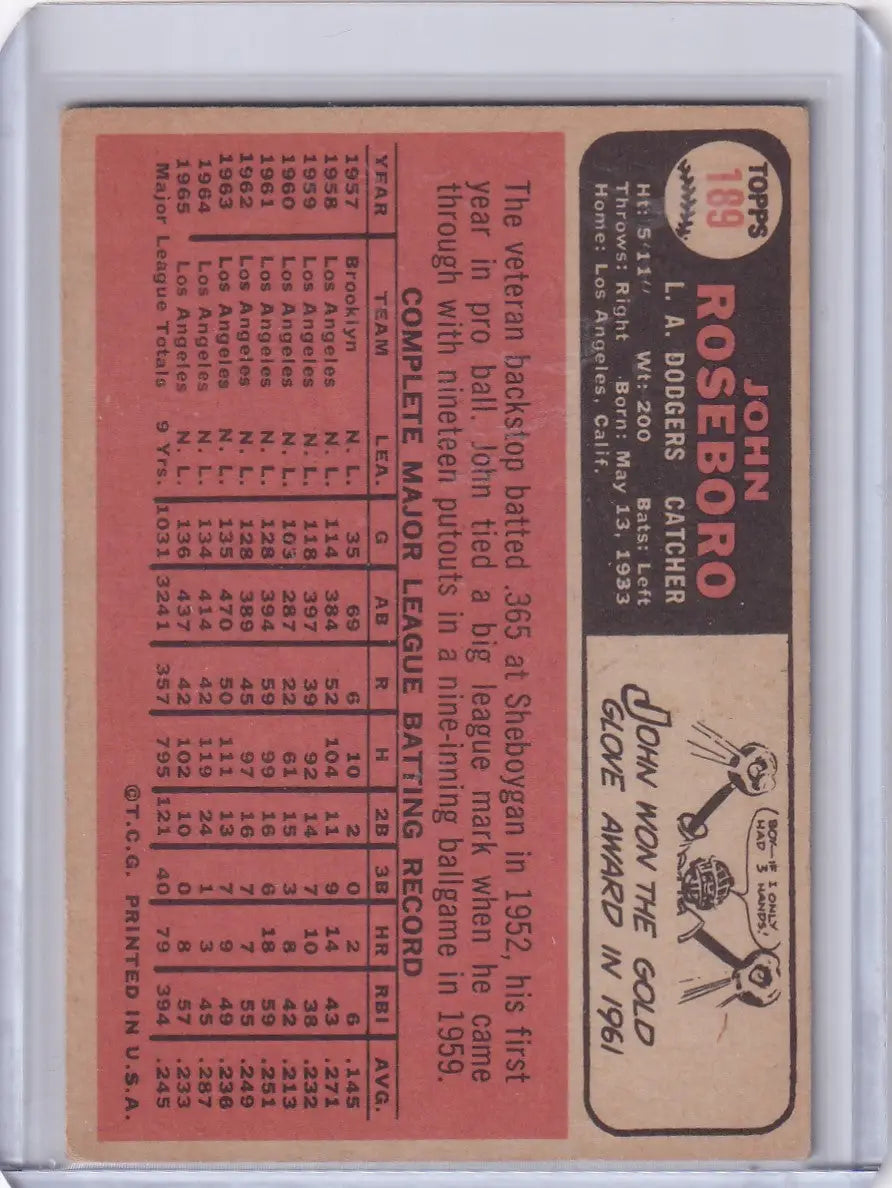 TOPPS
189
JOHN
ROSEBORO
L. A. DODGERS CATCHER
Ht: 5'11" Wt: 200 Bats: Left
Throws: Right Born: May 13, 1933
Home: Los Angeles, Calif.
BOY—IF I ONLY
HAD 3 HANDS!
JOHN WON THE GOLD
GLOVE AWARD IN 1961
The veteran backstop batted .365 at Sheboygan in 1952, his first
year in pro ball. John tied a big league mark when he came
through with nineteen putouts in a nine-inning ballgame in 1959.
COMPLETE MAJOR LEAGUE BATTING RECORD
YEAR TEAM LEA. G AB R H 2B 3B HR RBI AVG.
1957 Brooklyn N. L. 35 69 6 10 2 0 2 6 .145
1958 Los Angeles N. L. 114 384 52 104 11 9 14 43 .271
1959 Los Angeles N. L. 118 397 39 92 14 7 10 38 .232
1960 Los Angeles N. L. 103 287 22 61 15 3 8 42 .213
1961 Los Angeles N. L. 128 394 59 99 16 6 18 59 .251
1962 Los Angeles N. L. 128 389 45 97 16 7 7 55 .249
1963 Los Angeles N. L. 135 470 50 111 13 7 9 49 .236
1964 Los Angeles N. L. 134 414 42 119 24 1 3 45 .287
1965 Los Angeles N. L. 136 437 42 102 10 0 8 57 .233
Major League Totals 9 Yrs. 1031 3241 357 795 121 40 79 394 .245
©T.C.G. PRINTED IN U.S.A.